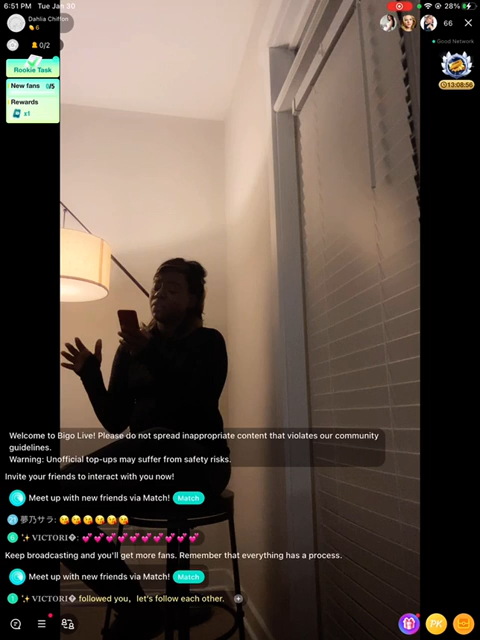 6:51 PM Tue Jan 30
28%
Dahlia Chiffon
6
66
0/2
Good Network
Rookie Task
New fans 0/5
Rewards
x1
13:08:56
Welcome to Bigo Live! Please do not spread inappropriate content that violates our community
guidelines.
Warning: Unofficial top-ups may suffer from safety risks.
Invite your friends to interact with you now!
Meet up with new friends via Match! Match
夢乃サラ: 😘😘😘😘😘😘
6 ✨VICTORI�: 💕💕💕💕💕💕💕💕💕💕
Keep broadcasting and you'll get more fans. Remember that everything has a process.
Meet up with new friends via Match! Match
1 ✨VICTORI� followed you, let's follow each other.
PK